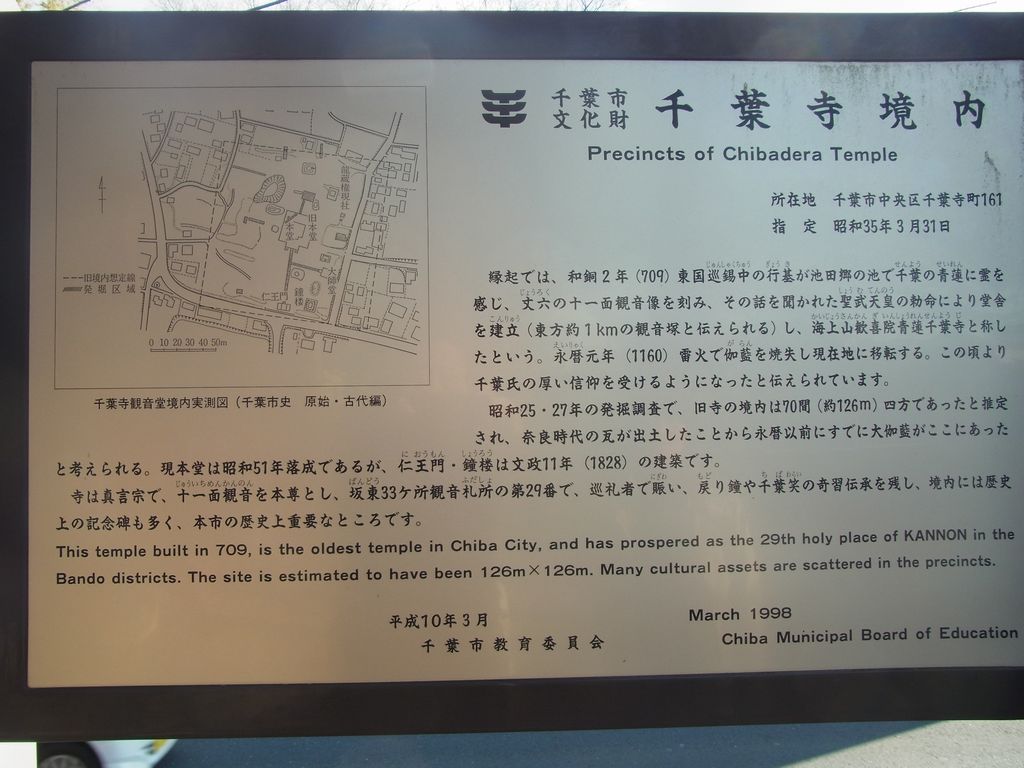 千葉市
文化財
千葉寺境内
Precincts of Chibadera Temple
所在地 千葉市中央区千葉寺町161
指定 昭和35年3月31日
縁起では、和銅2年(709)東国巡錫中の行基が池田郷の池で千葉の青蓮に霊を
感じ、丈六の十一面観音像を刻み、その話を聞かれた聖武天皇の勅命により堂舎
を建立(東方約1kmの観音塚と伝えられる)し、海上山歓喜院青蓮千葉寺と称し
たという。永暦元年(1160)雷火で伽藍を焼失し現在地に移転する。この頃より
千葉氏の厚い信仰を受けるようになったと伝えられています。
昭和25・27年の発掘調査で、旧寺の境内は70間(約126m)四方であったと推定
され、奈良時代の瓦が出土したことから永暦以前にすでに大伽藍がここにあった
と考えられる。現本堂は昭和51年落成であるが、仁王門・鐘楼は文政11年(1828)の建築です。
寺は真言宗で、十一面観音を本尊とし、坂東33ケ所観音札所の第29番で、巡礼者で賑い、戻り鐘や千葉笑の奇習伝承を残し、境内には歴史
上の記念碑も多く、本市の歴史上重要なところです。
This temple built in 709, is the oldest temple in Chiba City, and has prospered as the 29th holy place of KANNON in the
Bando districts. The site is estimated to have been 126m×126m. Many cultural assets are scattered in the precincts.
平成10年3月
千葉市教育委員会
March 1998
Chiba Municipal Board of Education
龍蔵権現社
旧本堂
本堂
大師堂
鐘楼
仁王門
旧境内想定線
発掘区域
0 10 20 30 40 50m
千葉寺観音堂境内実測図(千葉市史 原始・古代編)